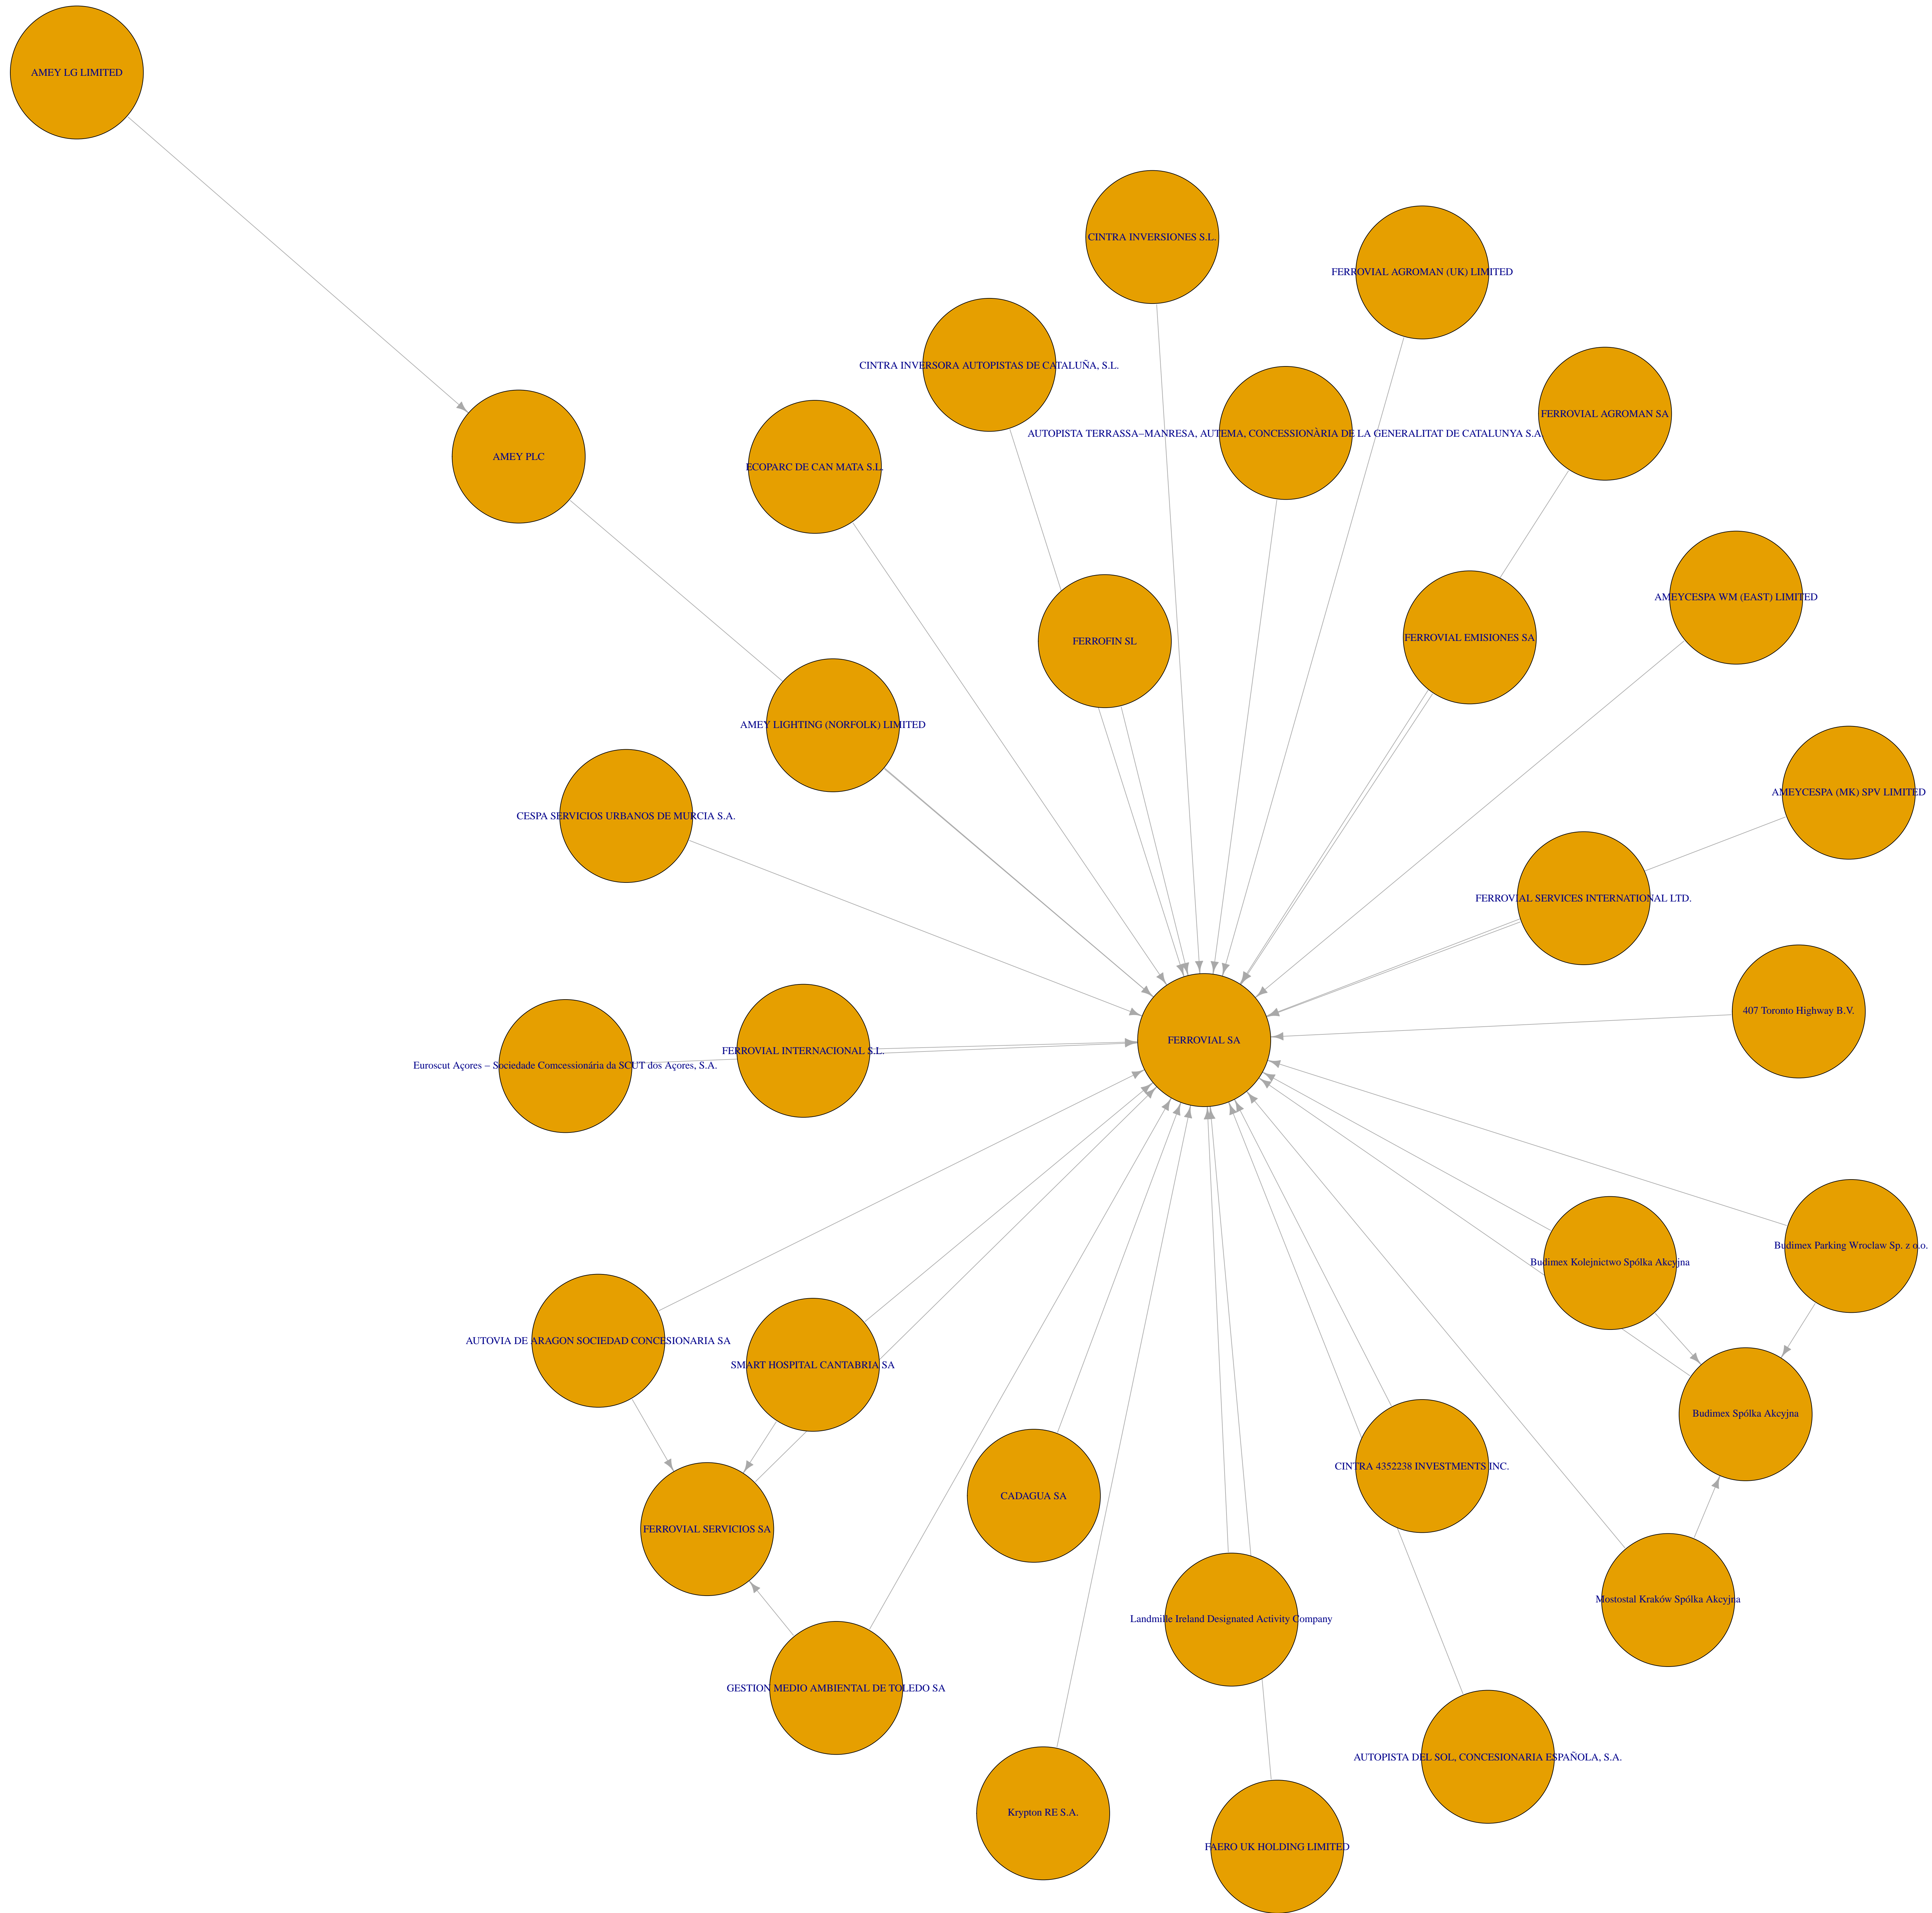 AMEY LG LIMITED
CINTRA INVERSIONES S.L.
FERROVIAL AGROMAN (UK) LIMITED
CINTRA INVERSORA AUTOPISTAS DE CATALUÑA, S.L.
FERROVIAL AGROMAN SA
AUTOPISTA TERRASSA−MANRESA, AUTEMA, CONCESSIONÀRIA DE LA GENERALITAT DE CATALUNYA S.A
AMEY PLC
ECOPARC DE CAN MATA S.L.
AMEYCESPA WM (EAST) LIMITED
FERROVIAL EMISIONES SA
FERROFIN SL
AMEY LIGHTING (NORFOLK) LIMITED
AMEYCESPA (MK) SPV LIMITED
CESPA SERVICIOS URBANOS DE MURCIA S.A.
FERROVIAL SERVICES INTERNATIONAL LTD.
407 Toronto Highway B.V.
FERROVIAL SA
FERROVIAL INTERNACIONAL S.L.
Euroscut Açores − Sociedade Comcessionária da SCUT dos Açores, S.A.
Budimex Parking Wroclaw Sp. z o.o.
Budimex Kolejnictwo Spólka Akcyjna
AUTOVIA DE ARAGON SOCIEDAD CONCESIONARIA SA
SMART HOSPITAL CANTABRIA SA
Budimex Spólka Akcyjna
CINTRA 4352238 INVESTMENTS INC.
CADAGUA SA
FERROVIAL SERVICIOS SA
Mostostal Kraków Spólka Akcyjna
Landmille Ireland Designated Activity Company
GESTION MEDIO AMBIENTAL DE TOLEDO SA
AUTOPISTA DEL SOL, CONCESIONARIA ESPAÑOLA, S.A.
Krypton RE S.A.
FAERO UK HOLDING LIMITED